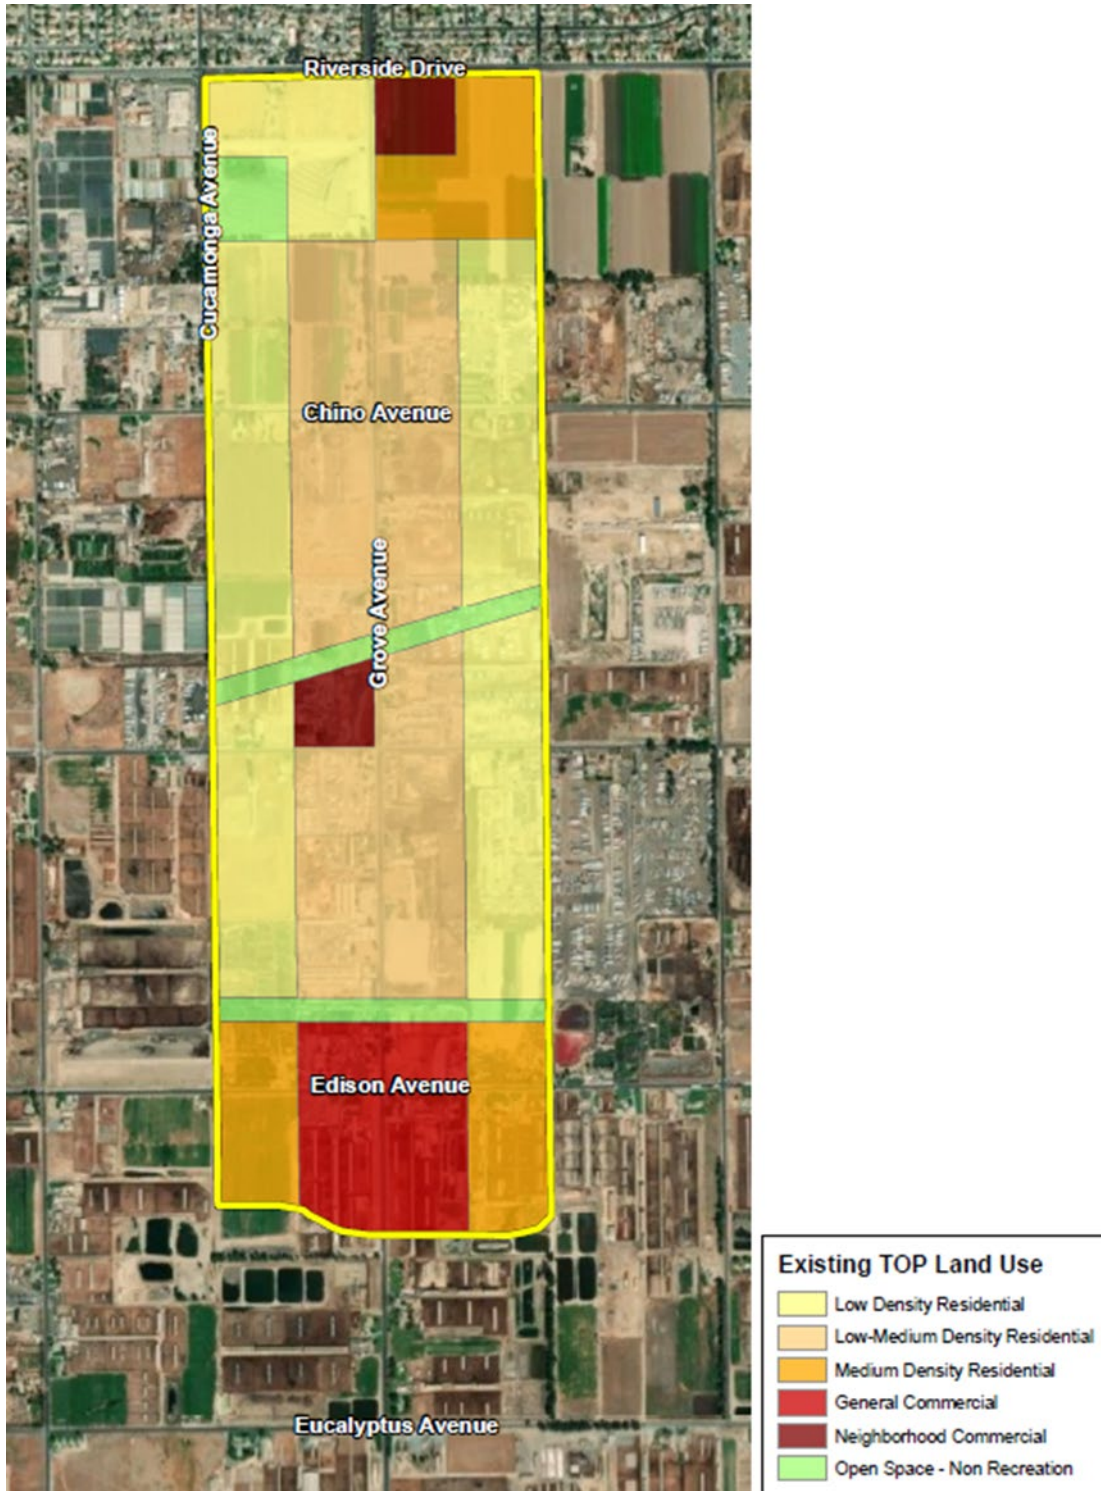 Riverside Drive
Cucamonga Avenue
Chino Avenue
Grove Avenue
Edison Avenue
Eucalyptus Avenue
Existing TOP Land Use
Low Density Residential
Low-Medium Density Residential
Medium Density Residential
General Commercial
Neighborhood Commercial
Open Space - Non Recreation